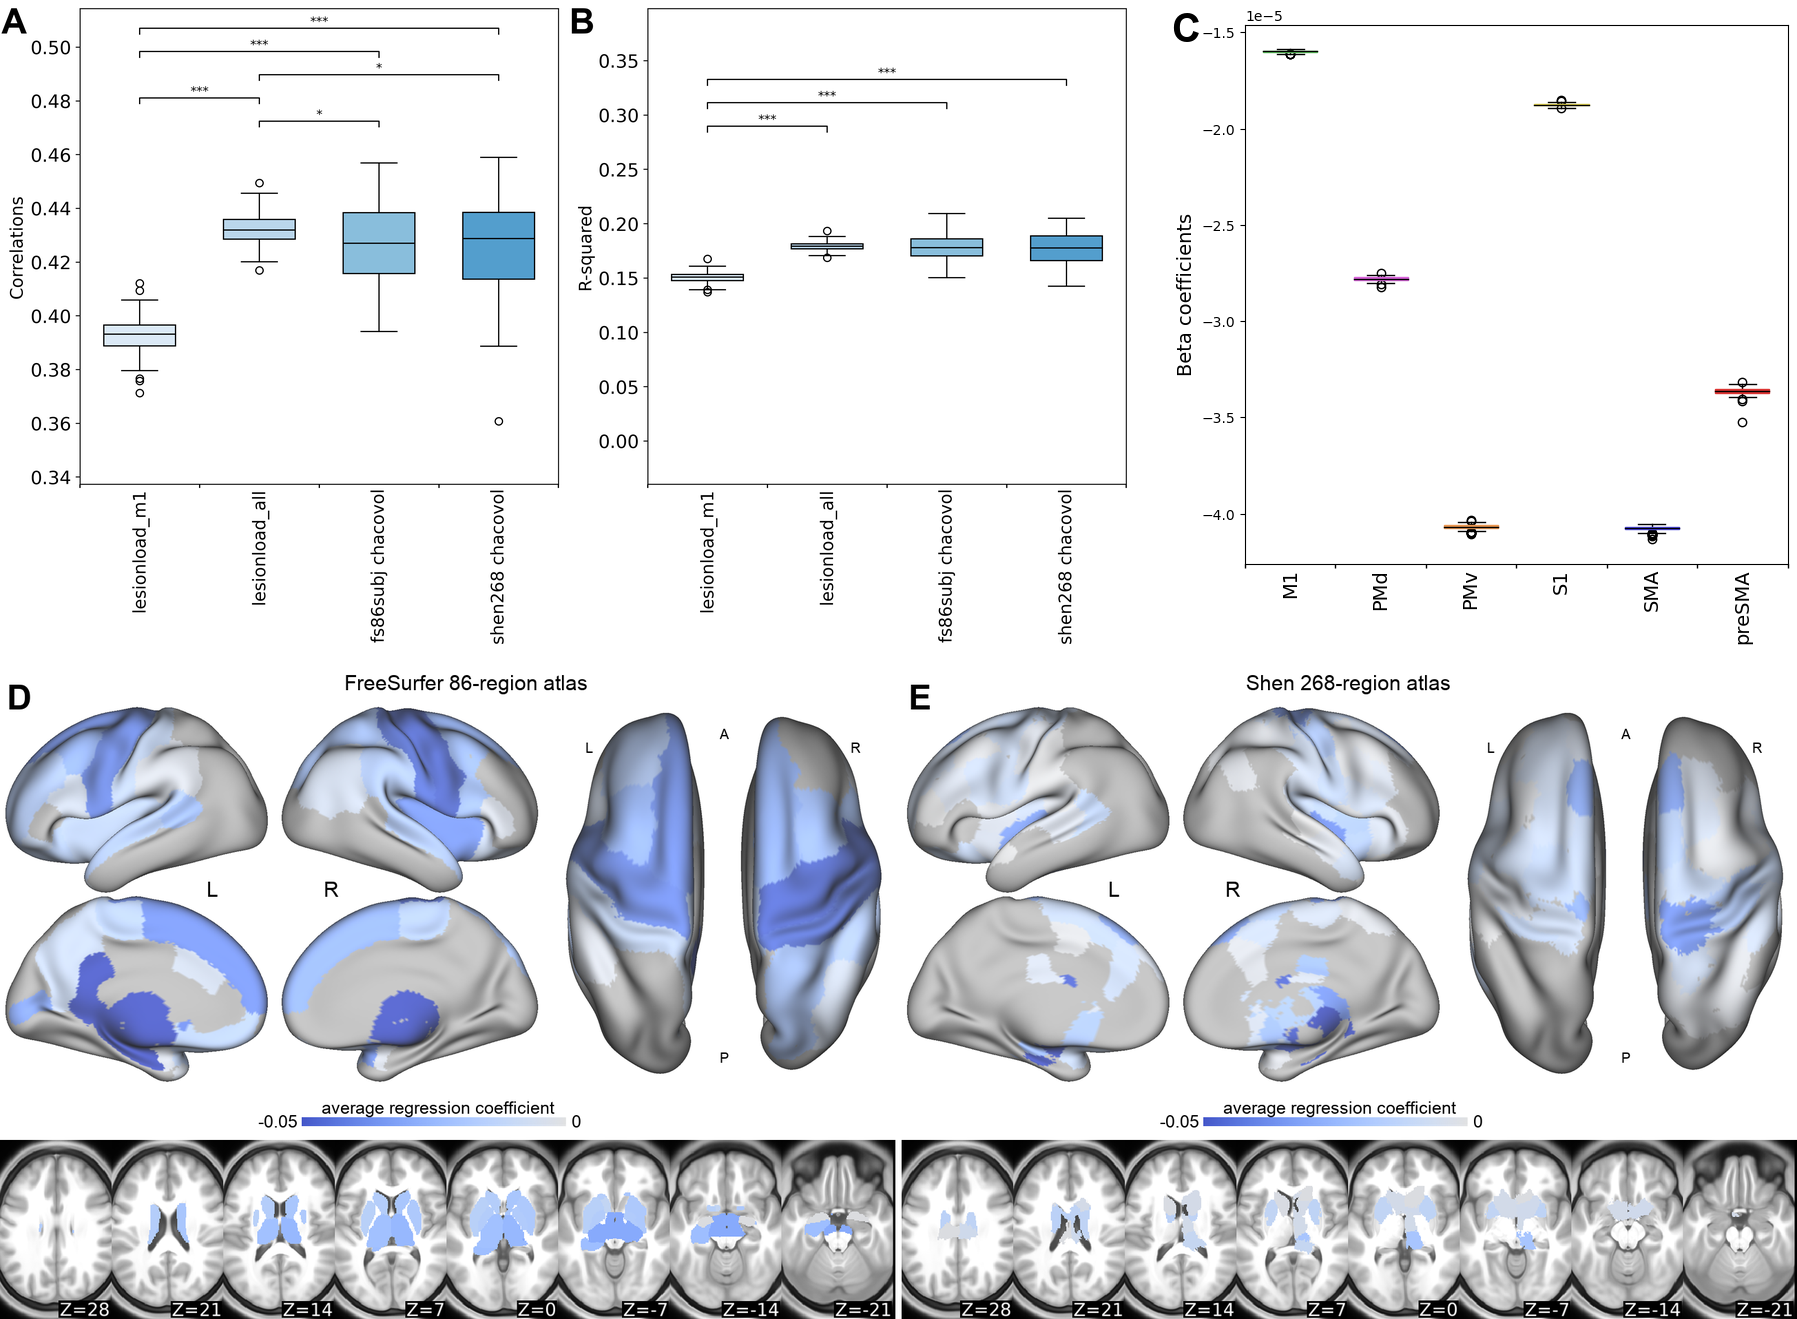 A
Correlations
0.50
0.48
0.46
0.44
0.42
0.40
0.38
0.36
0.34
***
***
*
***
*
lesionload_m1
lesionload_all
fs86subj chacovol
shen268 chacovol
B
R-squared
0.35
0.30
0.25
0.20
0.15
0.10
0.05
0.00
***
***
***
lesionload_m1
lesionload_all
fs86subj chacovol
shen268 chacovol
C
1e−5
Beta coefficients
−1.5
−2.0
−2.5
−3.0
−3.5
−4.0
M1
PMd
PMv
S1
SMA
preSMA
D
FreeSurfer 86-region atlas
L
A
R
L
R
P
average regression coefficient
-0.05
0
Z=28
Z=21
Z=14
Z=7
Z=0
Z=-7
Z=-14
Z=-21
E
Shen 268-region atlas
L
A
R
L
R
P
average regression coefficient
-0.05
0
Z=28
Z=21
Z=14
Z=7
Z=0
Z=-7
Z=-14
Z=-21